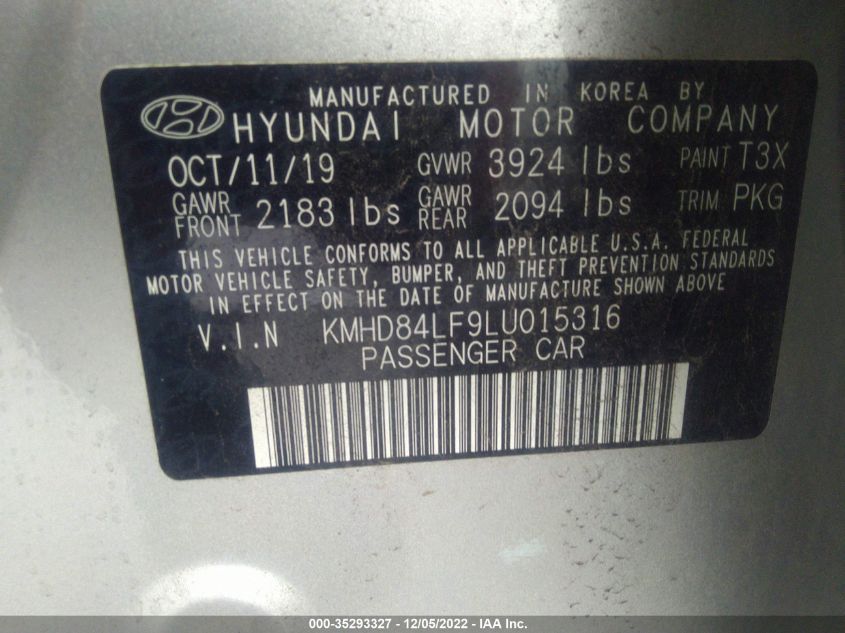 MANUFACTURED IN KOREA BY
HYUNDAI MOTOR COMPANY
OCT/11/19 GVWR 3924 lbs PAINT T3X
GAWR FRONT 2183 lbs GAWR REAR 2094 lbs TRIM PKG
THIS VEHICLE CONFORMS TO ALL APPLICABLE U.S.A. FEDERAL
MOTOR VEHICLE SAFETY, BUMPER, AND THEFT PREVENTION STANDARDS
IN EFFECT ON THE DATE OF MANUFACTURE SHOWN ABOVE
V.I.N KMHD84LF9LU015316
PASSENGER CAR
000-35293327 - 12/05/2022 - IAA Inc.